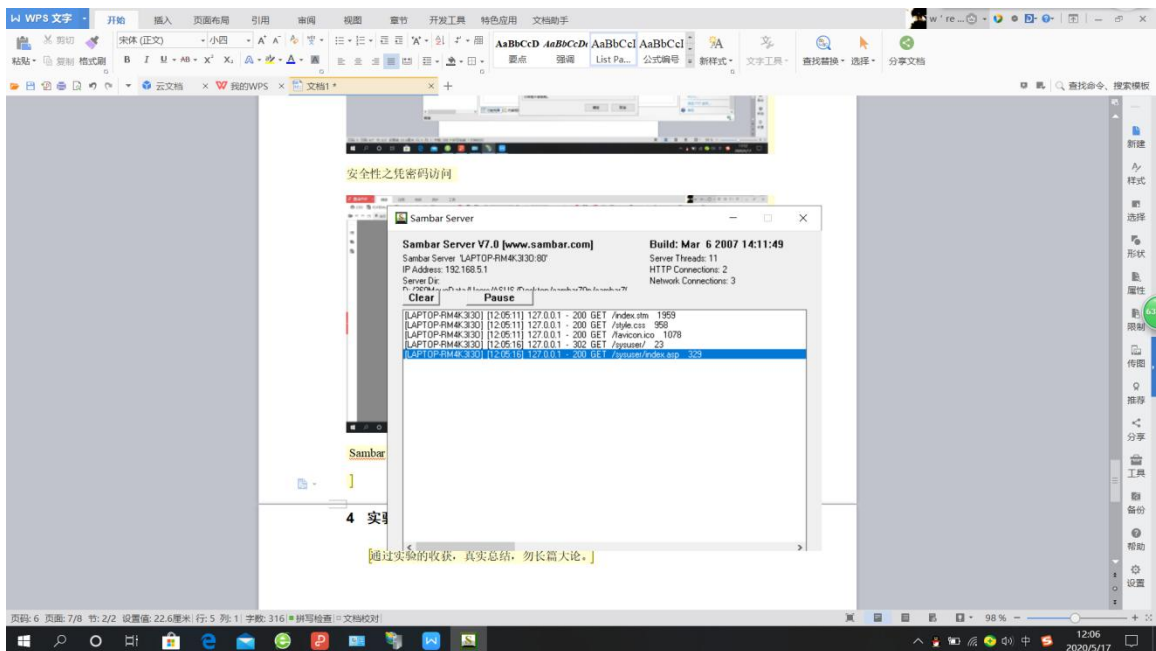 WPS 文字 开始 插入 页面布局 引用 审阅 视图 章节 开发工具 特色应用 文档助手 w ' re ...
剪切 宋体 (正文) 小四
粘贴 复制 格式刷 B I U AB X² X₂ A A
AaBbCcD AaBbCcDc AaBbCcI AaBbCcI
要点 强调 List Pa... 公式编号 新样式 文字工具 查找替换 选择 分享文档
云文档 × 我的WPS × 文档1 * × + 查找命令、搜索模板
安全性之凭密码访问
Sambar Server
Sambar Server V7.0 [www.sambar.com] Build: Mar 6 2007 14:11:49
Sambar Server 'LAPTOP-RM4K3I30:80' Server Threads: 11
IP Address: 192.168.5.1 HTTP Connections: 2
Server Dir: Network Connections: 3
Clear Pause
[LAPTOP-RM4K3I30] [12:05:11] 127.0.0.1 - 200 GET /index.stm 1959
[LAPTOP-RM4K3I30] [12:05:11] 127.0.0.1 - 200 GET /style.css 958
[LAPTOP-RM4K3I30] [12:05:11] 127.0.0.1 - 200 GET /favicon.ico 1078
[LAPTOP-RM4K3I30] [12:05:16] 127.0.0.1 - 302 GET /sysuser/ 23
[LAPTOP-RM4K3I30] [12:05:16] 127.0.0.1 - 200 GET /sysuser/index.asp 329
Sambar
]
4 实验
[通过实验的收获，真实总结，勿长篇大论。]
新建
样式
选择
形状
属性
限制
63
传图
推荐
分享
工具
备份
帮助
设置
页码: 6 页面: 7/8 节: 2/2 设置值: 22.6厘米 行: 5 列: 1 字数: 316 拼写检查 文档校对 98 %
中 12:06
2020/5/17